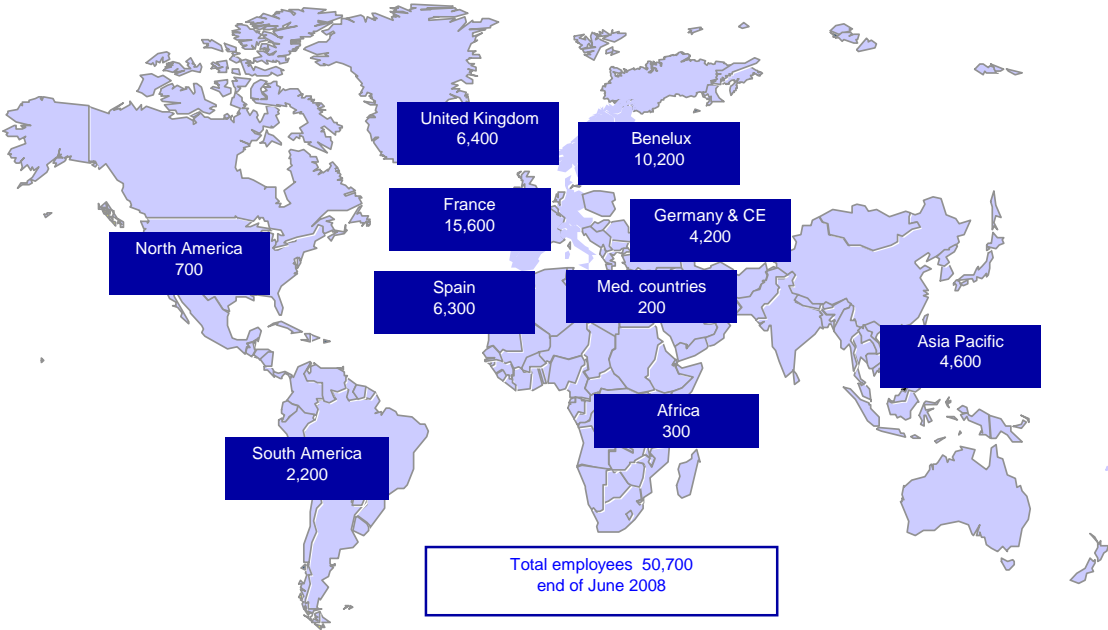 United Kingdom
6,400
Benelux
10,200
France
15,600
Germany & CE
4,200
North America
700
Spain
6,300
Med. countries
200
Asia Pacific
4,600
Africa
300
South America
2,200
Total employees  50,700
end of June 2008